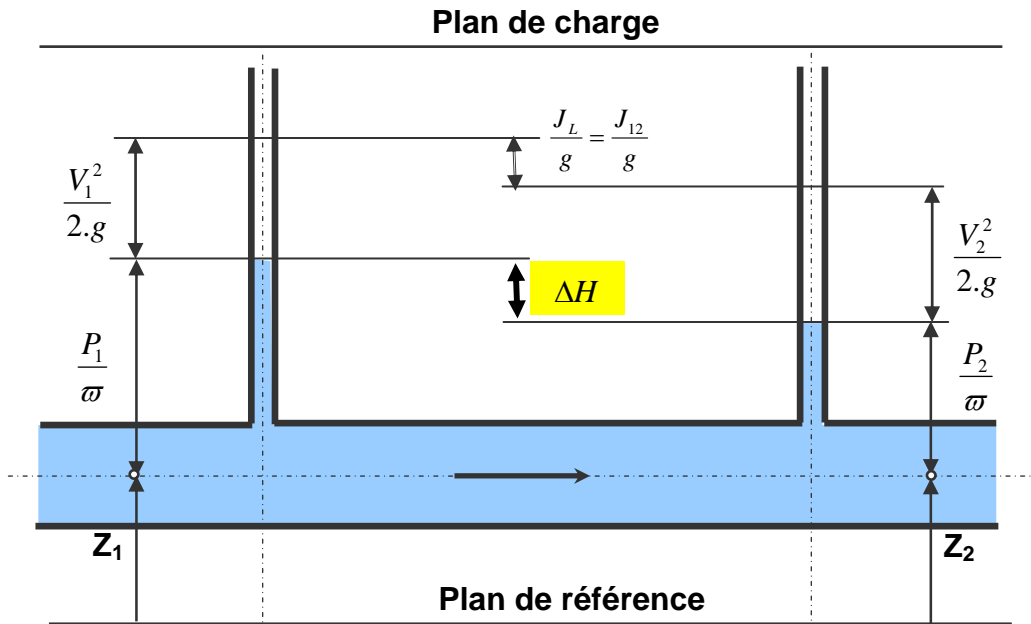 Plan de charge
J_L/g = J_12/g
V_1^2/2.g
V_2^2/2.g
ΔH
P_1/ϖ
P_2/ϖ
Z_1
Z_2
Plan de référence